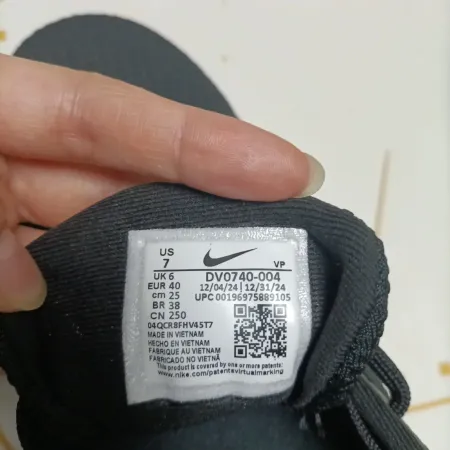 US
7
VP
UK 6
DV0740-004
EUR 40
12/04/24 12/31/24
cm 25
UPC 00196975889105
BR 38
CN 250
04QCR8FHV45T7
MADE IN VIETNAM
HECHO EN VIETNAM
FABRIQUE AU VIETNAM
FABRICADO NO VIETNÃ
This product is covered by one or more patents:
www.nike.com/patentsvirtualmarking